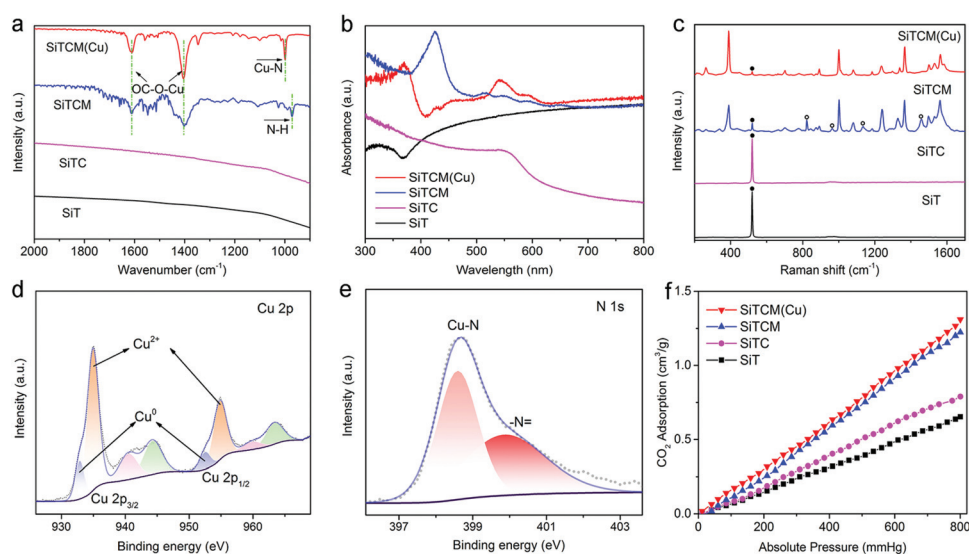 a
SiTCM(Cu)
Cu-N
OC-O-Cu
SiTCM
N-H
SiTC
SiT
Intensity (a.u.)
2000 1800 1600 1400 1200 1000
Wavenumber (cm⁻¹)
b
SiTCM(Cu)
SiTCM
SiTC
SiT
Absorbance (a.u.)
300 400 500 600 700 800
Wavelength (nm)
c
SiTCM(Cu)
SiTCM
SiTC
SiT
Intensity (a.u.)
400 800 1200 1600
Raman shift (cm⁻¹)
d
Cu 2p
Cu²⁺
Cu⁰
Cu 2p₃/₂
Cu 2p₁/₂
Intensity (a.u.)
930 940 950 960
Binding energy (eV)
e
N 1s
Cu-N
-N=
Intensity (a.u.)
397 399 401 403
Binding energy (eV)
f
SiTCM(Cu)
SiTCM
SiTC
SiT
CO₂ Adsorption (cm³/g)
1.5
1.0
0.5
0.0
0 200 400 600 800
Absolute Pressure (mmHg)